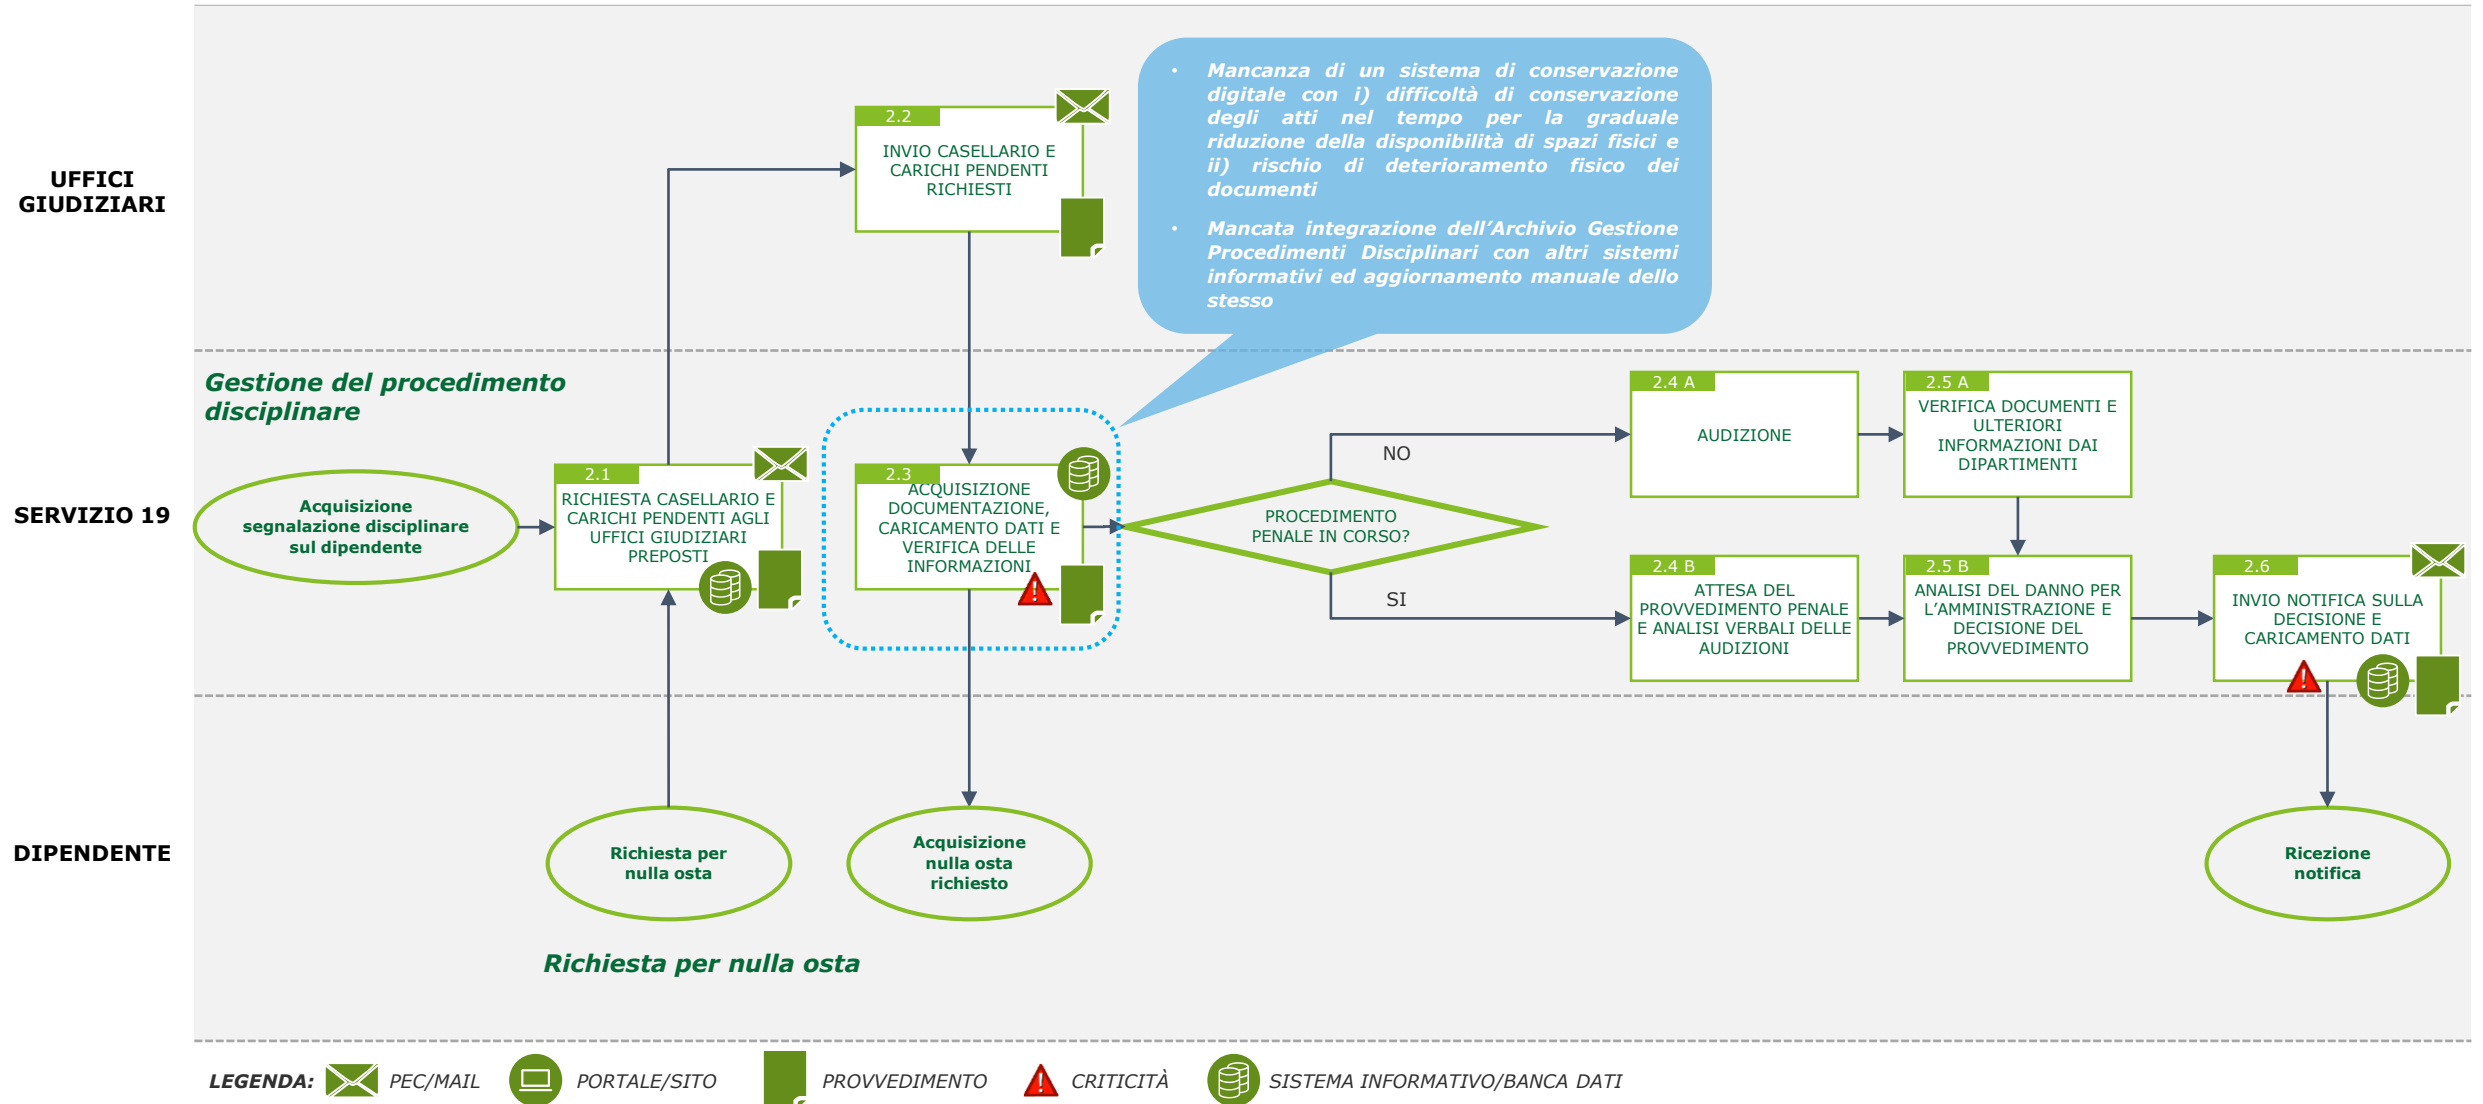 • Mancanza di un sistema di conservazione
digitale con i) difficoltà di conservazione
degli atti nel tempo per la graduale
riduzione della disponibilità di spazi fisici e
ii) rischio di deterioramento fisico dei
documenti
• Mancata integrazione dell’Archivio Gestione
Procedimenti Disciplinari con altri sistemi
informativi ed aggiornamento manuale dello
stesso
UFFICI
GIUDIZIARI
2.2
INVIO CASELLARIO E
CARICHI PENDENTI
RICHIESTI
Gestione del procedimento
disciplinare
SERVIZIO 19
Acquisizione
segnalazione disciplinare
sul dipendente
2.1
RICHIESTA CASELLARIO E
CARICHI PENDENTI AGLI
UFFICI GIUDIZIARI
PREPOSTI
2.3
ACQUISIZIONE
DOCUMENTAZIONE,
CARICAMENTO DATI E
VERIFICA DELLE
INFORMAZIONI
PROCEDIMENTO
PENALE IN CORSO?
NO
SI
2.4 A
AUDIZIONE
2.5 A
VERIFICA DOCUMENTI E
ULTERIORI
INFORMAZIONI DAI
DIPARTIMENTI
2.4 B
ATTESA DEL
PROVVEDIMENTO PENALE
E ANALISI VERBALI DELLE
AUDIZIONI
2.5 B
ANALISI DEL DANNO PER
L’AMMINISTRAZIONE E
DECISIONE DEL
PROVVEDIMENTO
2.6
INVIO NOTIFICA SULLA
DECISIONE E
CARICAMENTO DATI
DIPENDENTE
Richiesta per
nulla osta
Acquisizione
nulla osta
richiesto
Ricezione
notifica
Richiesta per nulla osta
LEGENDA:
PEC/MAIL
PORTALE/SITO
PROVVEDIMENTO
CRITICITÀ
SISTEMA INFORMATIVO/BANCA DATI